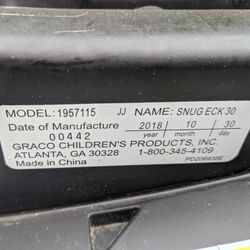 MODEL: 1957115 JJ NAME: SNUG ECK 30
Date of Manufacture 2018 10 30
00442 year month day
GRACO CHILDREN'S PRODUCTS, INC.
ATLANTA, GA 30328 1-800-345-4109
Made in China